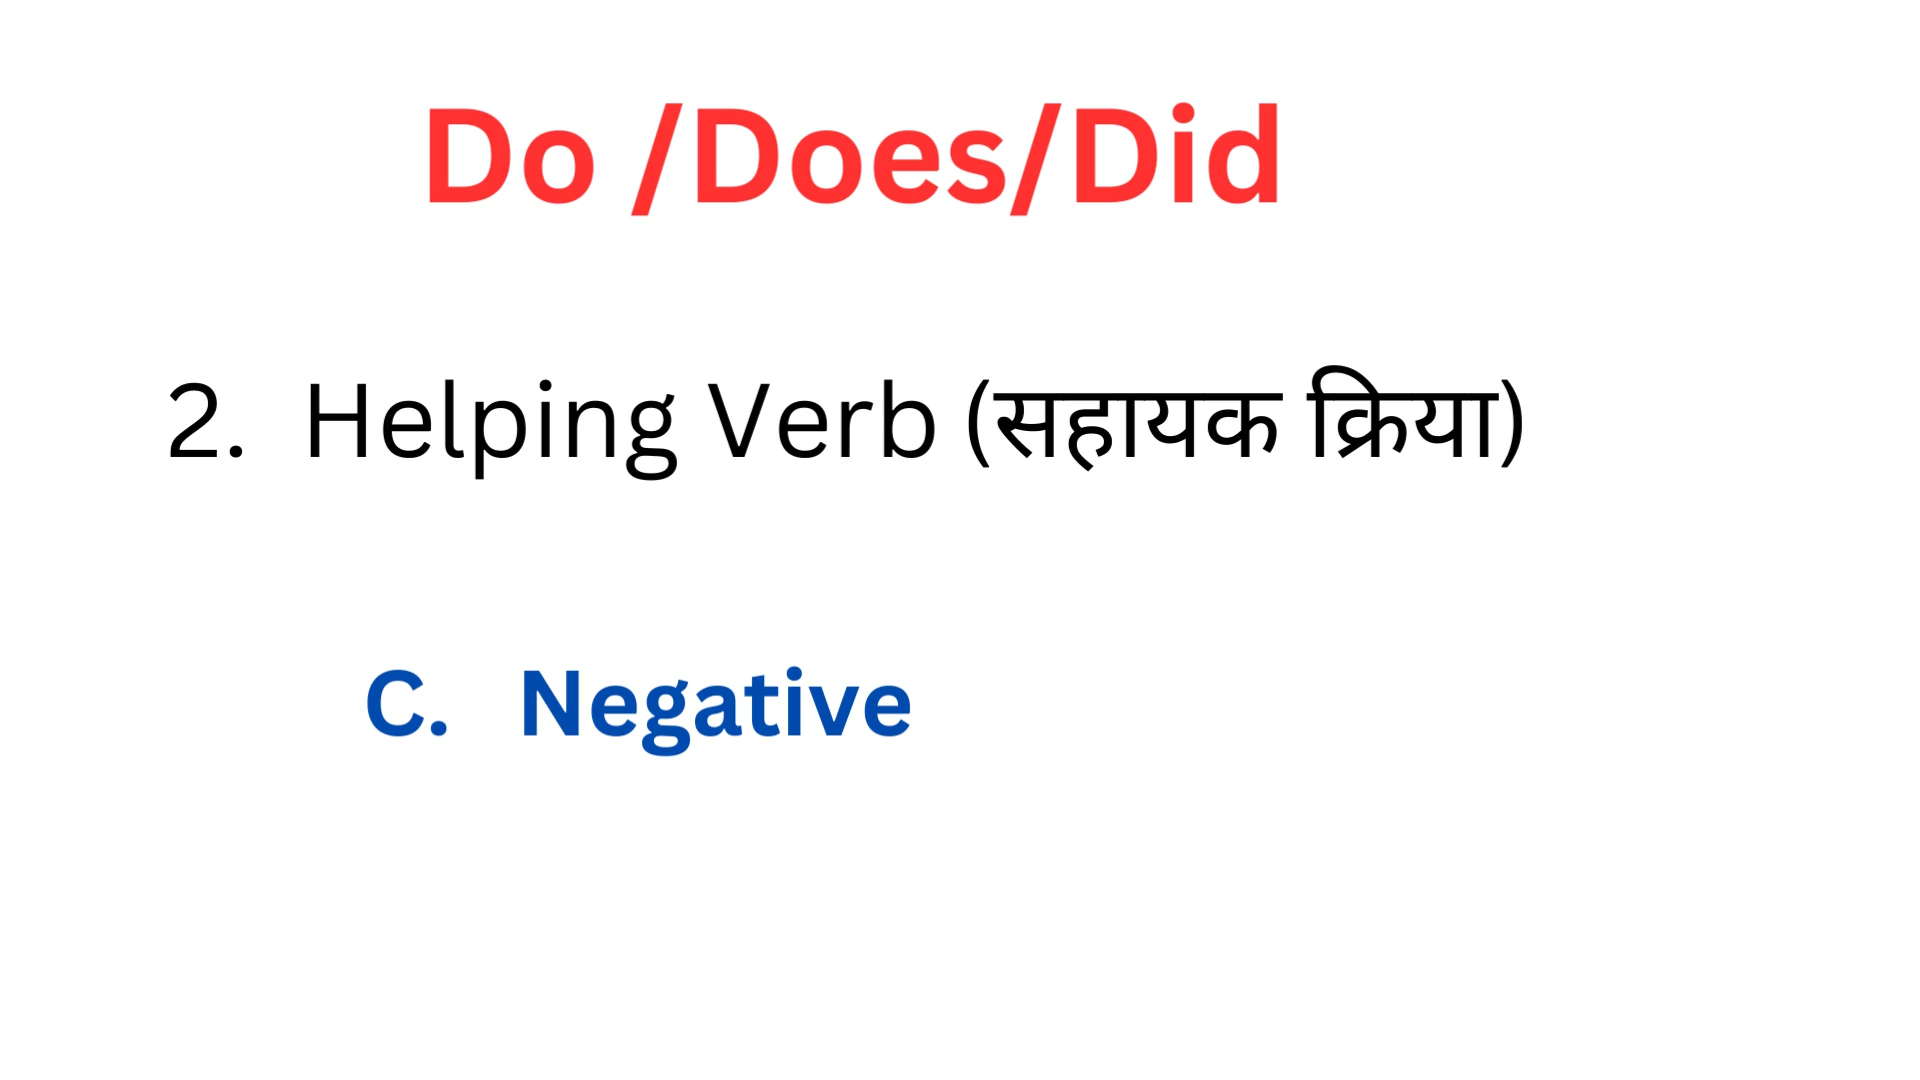 Do /Does/Did
2. Helping Verb (सहायक क्रिया)
C. Negative